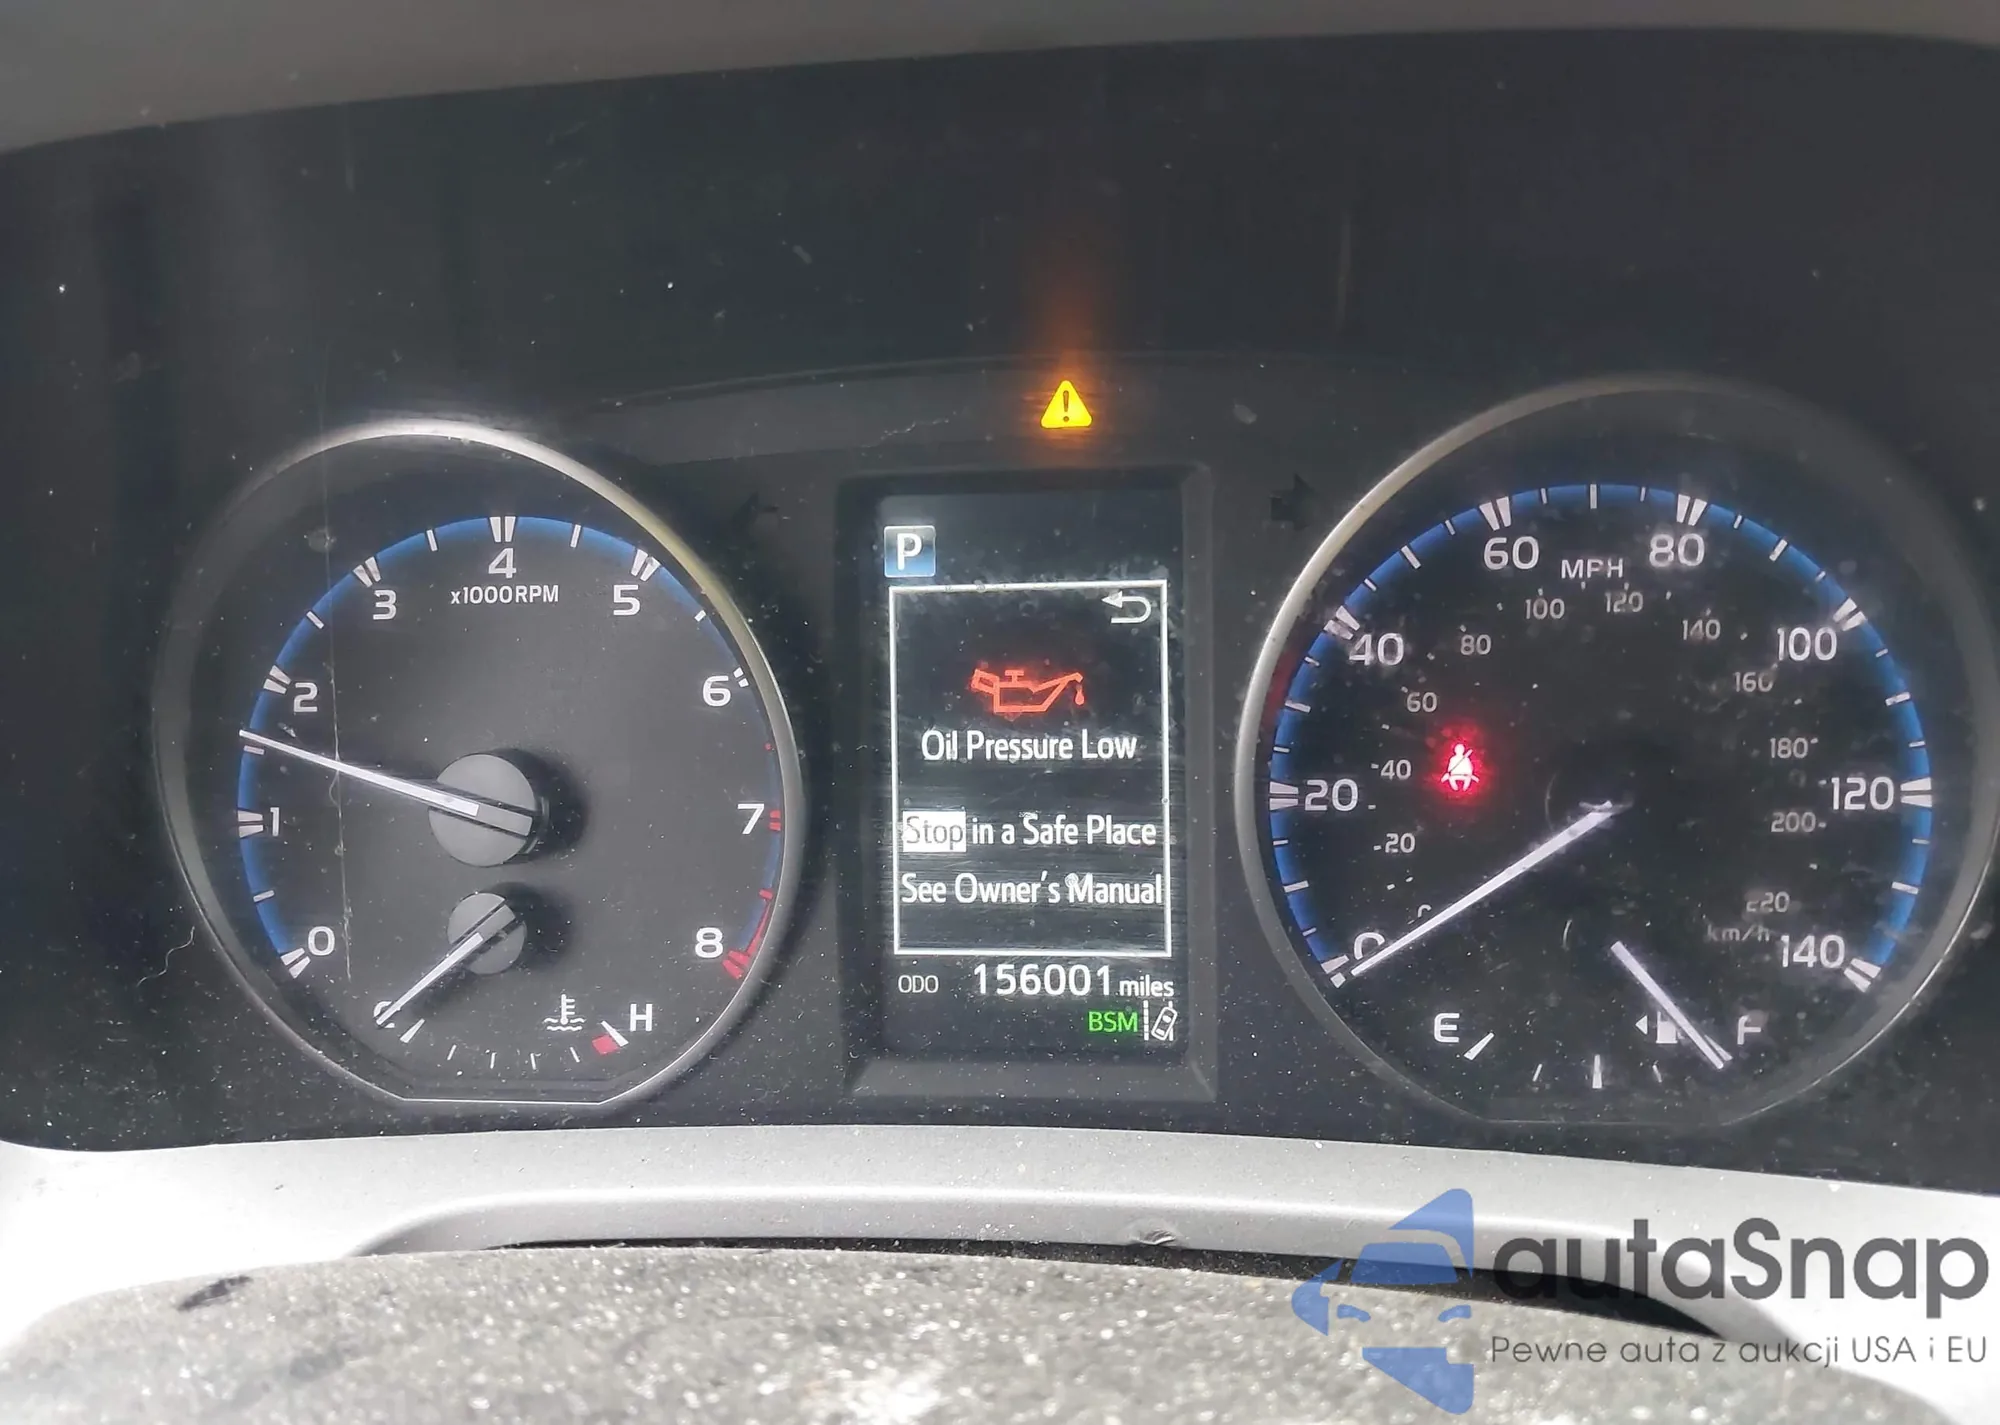 4
3
5
x1000RPM
2
6
1
7
0
8
H
P
Oil Pressure Low
Stop in a Safe Place
See Owner's Manual
ODO 156001 miles
BSM
60 MPH 80
100 120
40 80 140 100
60 160
40 180
20 120
20 200
0 220
0 km/h 140
E F
autaSnap
Pewne auta z aukcji USA i EU